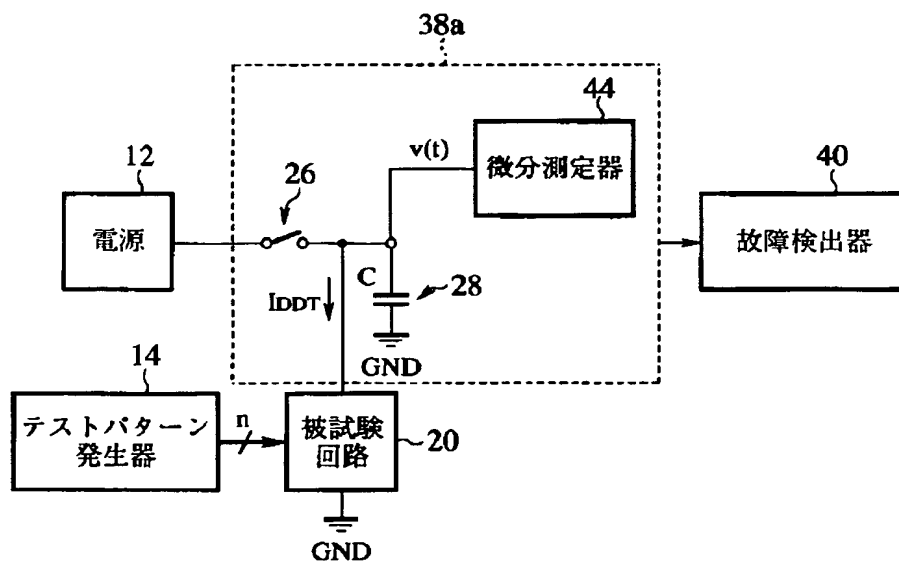 38a
44
微分測定器
v(t)
12
電源
26
40
故障検出器
C
28
IDDT
GND
14
テストパターン
発生器
n
被試験
回路
20
GND